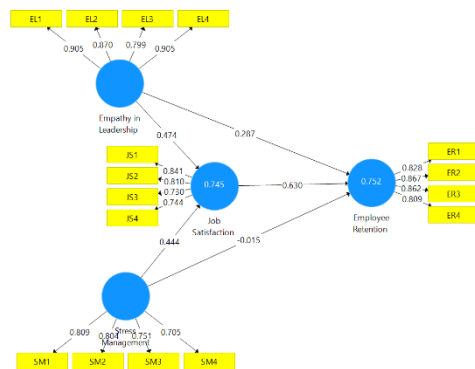 EL1 EL2 EL3 EL4
0.905 0.870 0.799 0.905
Empathy in
Leadership
0.474
0.287
JS1
JS2
JS3
JS4
0.841
0.810
0.730
0.744
0.745
Job
Satisfaction
0.630
0.752
Employee
Retention
0.828
0.867
0.862
0.809
ER1
ER2
ER3
ER4
0.444
-0.015
Stress
Management
0.809 0.804 0.751 0.705
SM1 SM2 SM3 SM4